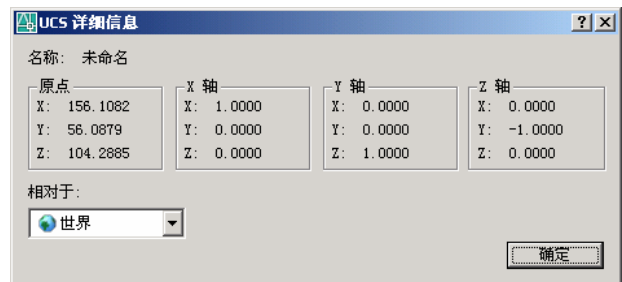 UCS 详细信息
名称: 未命名
原点 X 轴 Y 轴 Z 轴
X: 156.1082 X: 1.0000 X: 0.0000 X: 0.0000
Y: 56.0879 Y: 0.0000 Y: 0.0000 Y: -1.0000
Z: 104.2885 Z: 0.0000 Z: 1.0000 Z: 0.0000
相对于:
世界
确定